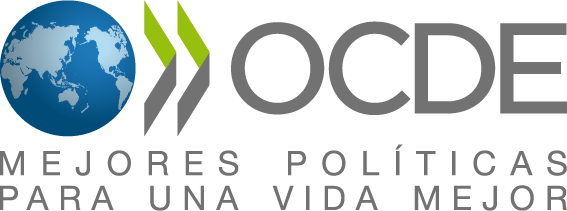 OCDE
MEJORES POLÍTICAS
PARA UNA VIDA MEJOR